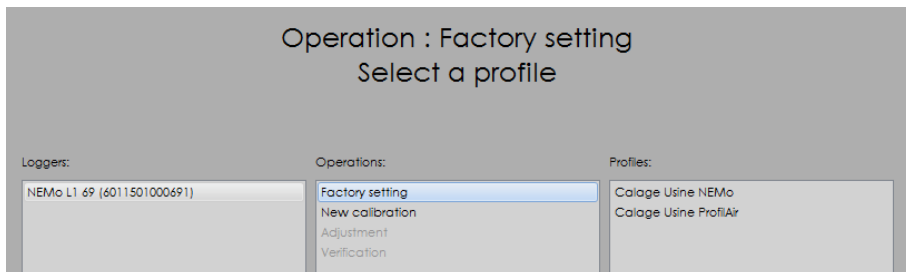 Operation : Factory setting
Select a profile
Loggers:
NEMo L1 69 (6011501000691)
Operations:
Factory setting
New calibration
Adjustment
Verification
Profiles:
Calage Usine NEMo
Calage Usine ProfilAir